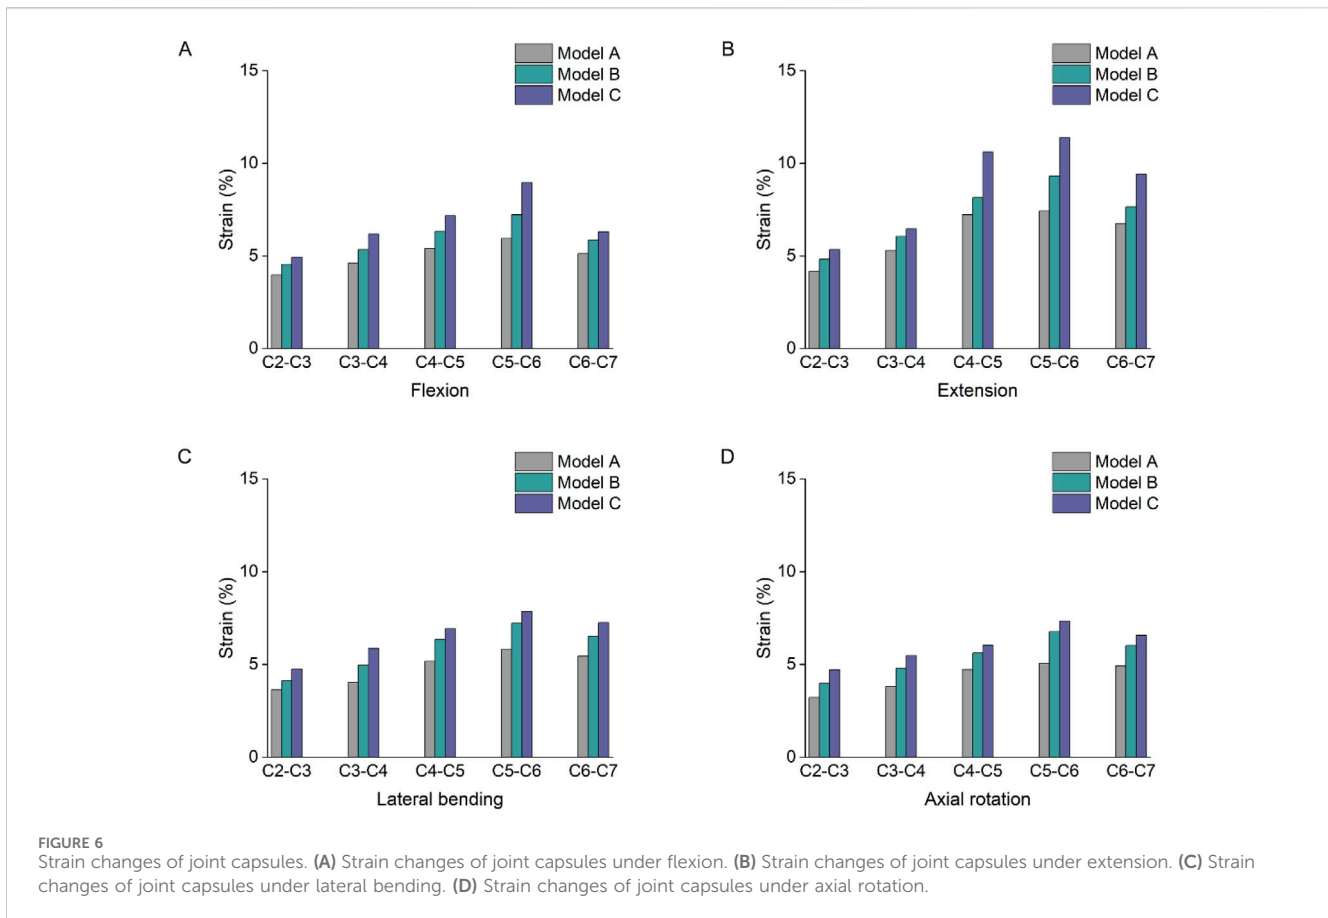 A
Model A
Model B
Model C
15
10
5
0
Strain (%)
C2-C3 C3-C4 C4-C5 C5-C6 C6-C7
Flexion
B
Model A
Model B
Model C
15
10
5
0
Strain (%)
C2-C3 C3-C4 C4-C5 C5-C6 C6-C7
Extension
C
Model A
Model B
Model C
15
10
5
0
Strain (%)
C2-C3 C3-C4 C4-C5 C5-C6 C6-C7
Lateral bending
D
Model A
Model B
Model C
15
10
5
0
Strain (%)
C2-C3 C3-C4 C4-C5 C5-C6 C6-C7
Axial rotation
FIGURE 6
Strain changes of joint capsules. (A) Strain changes of joint capsules under flexion. (B) Strain changes of joint capsules under extension. (C) Strain
changes of joint capsules under lateral bending. (D) Strain changes of joint capsules under axial rotation.